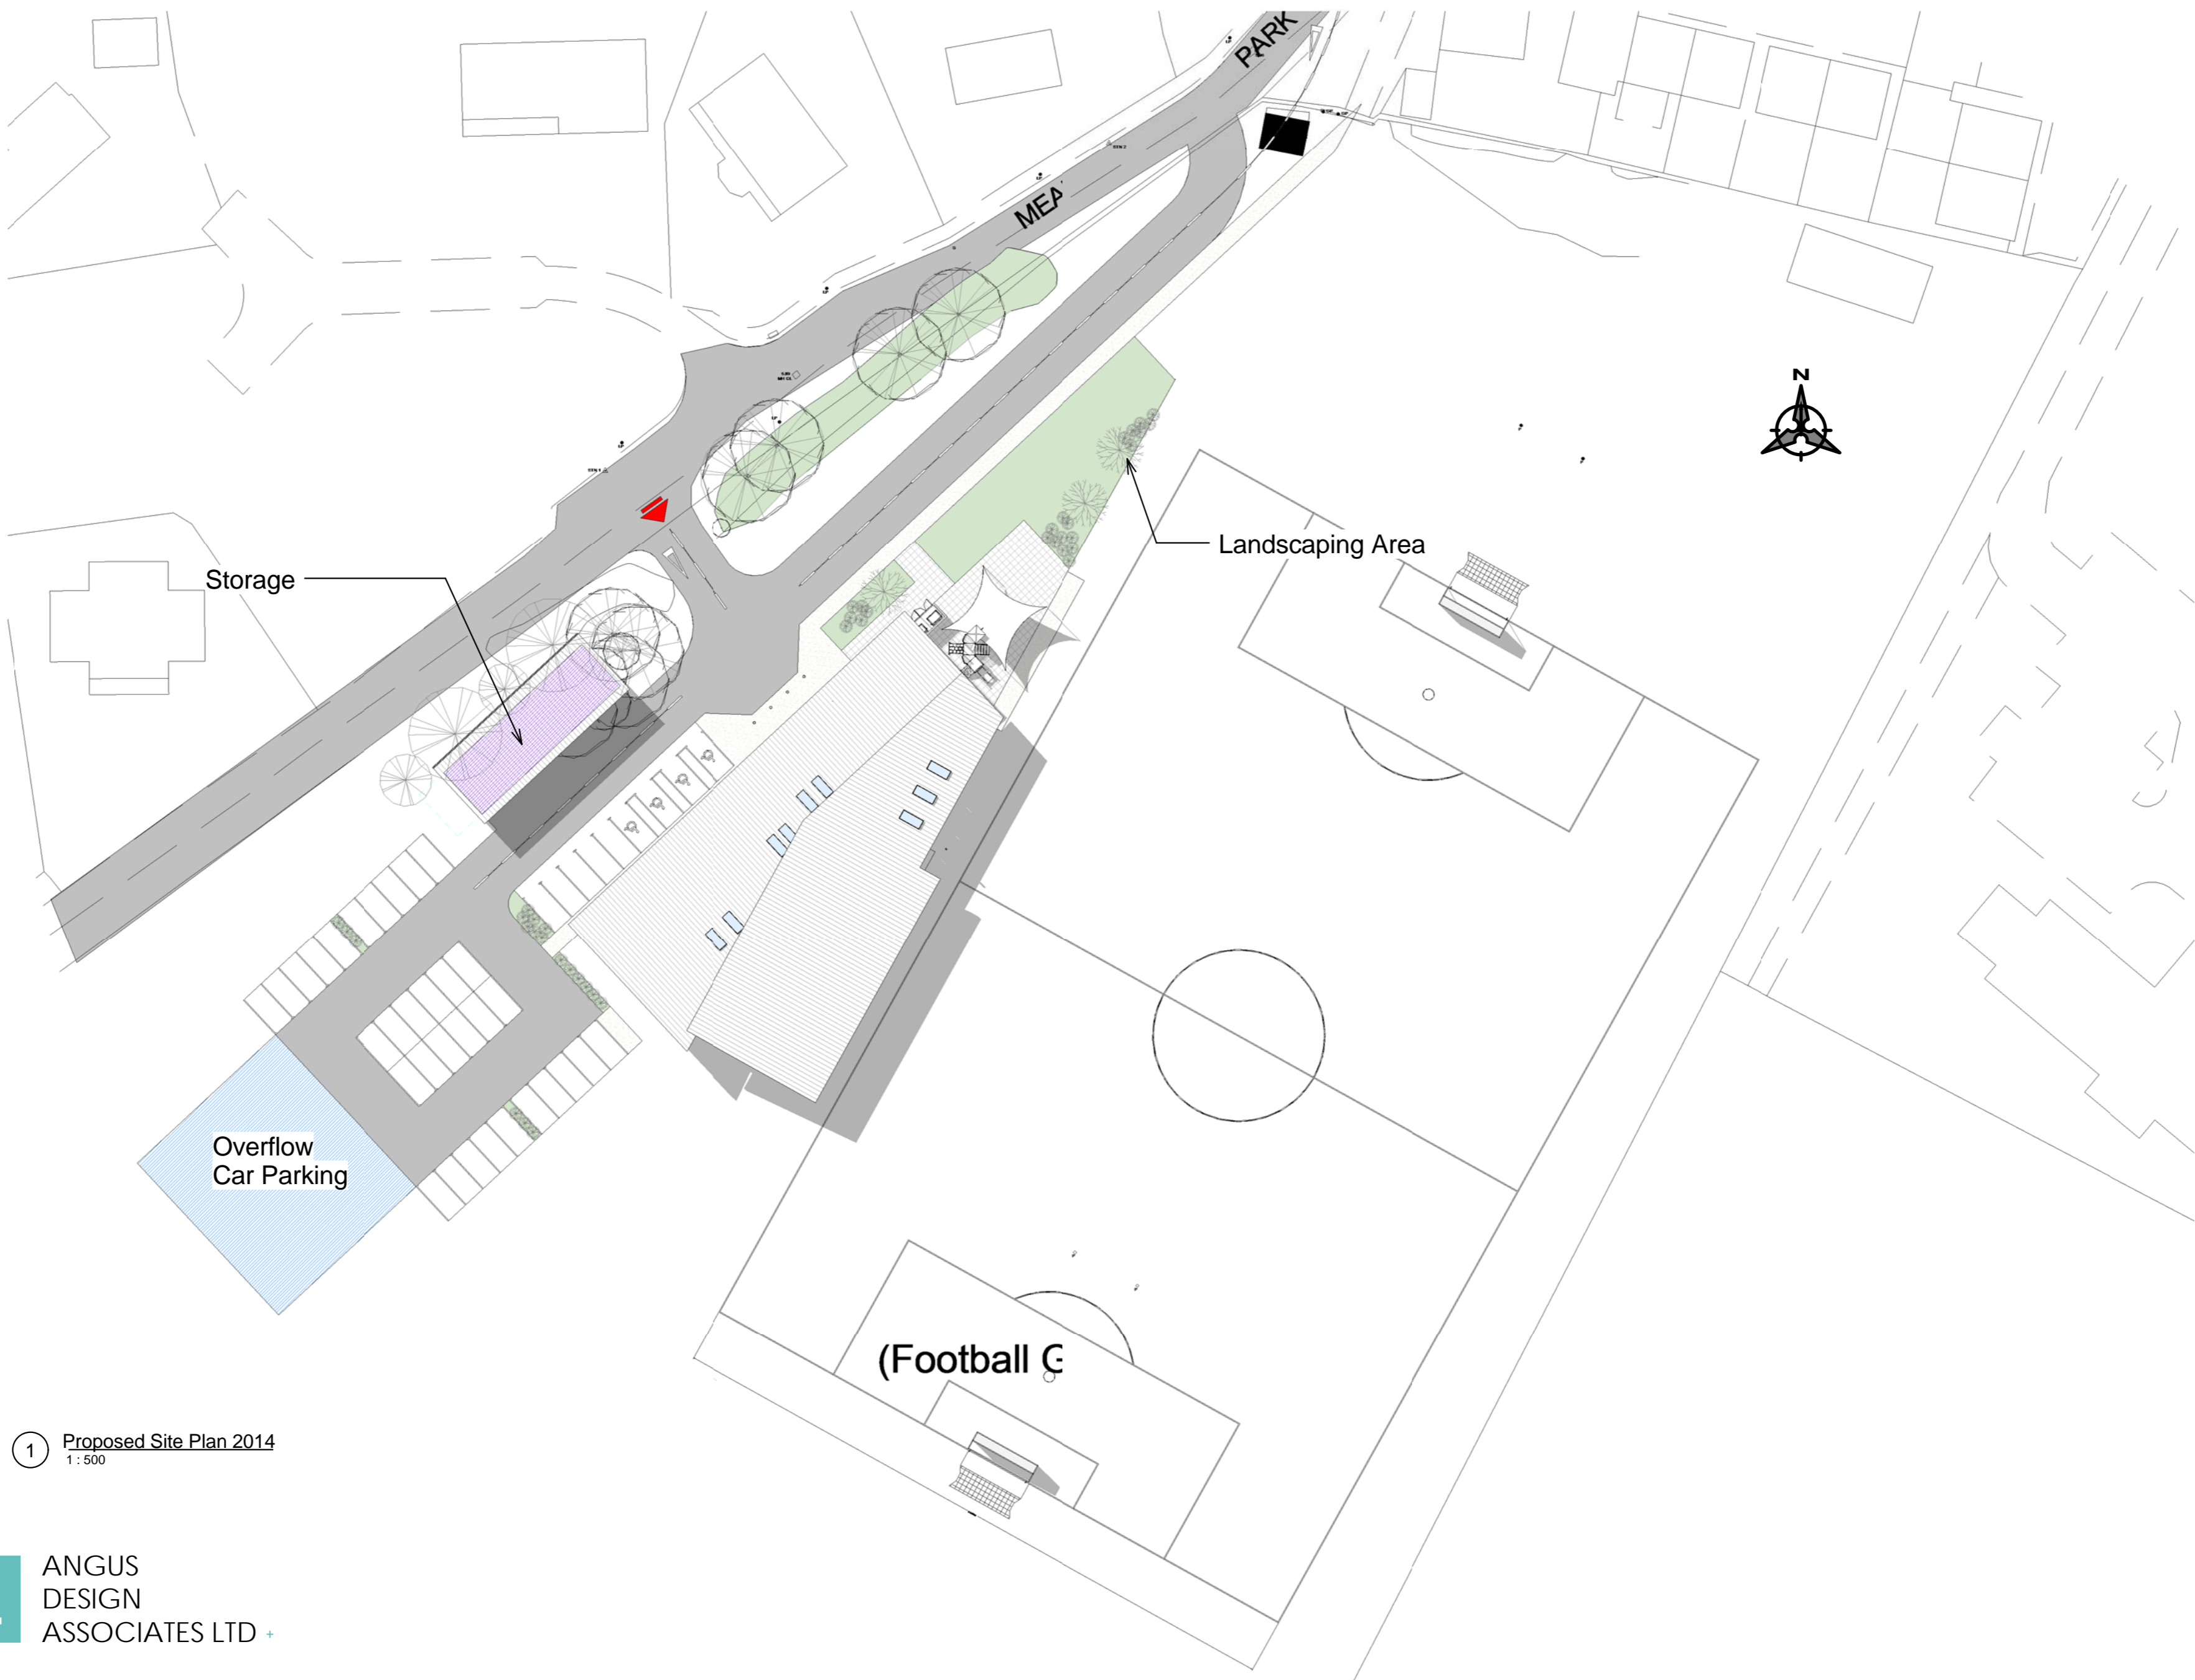 PARK
MEA
N
Landscaping Area
Storage
Overflow
Car Parking
(Football G
1
Proposed Site Plan 2014
1 : 500
ANGUS
DESIGN
ASSOCIATES LTD +